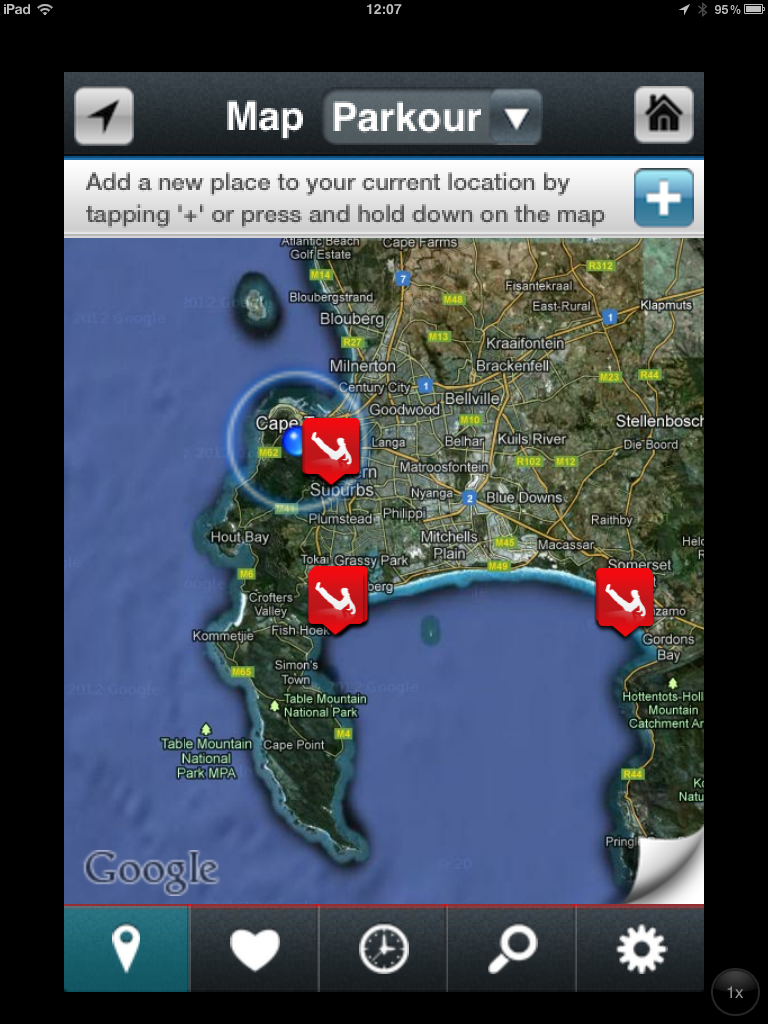 iPad
12:07
95%
Map
Parkour
Add a new place to your current location by
tapping '+' or press and hold down on the map
Atlantic Beach
Golf Estate
Cape Farms
M14
7
R312
Fisantekraal
Bloubergstrand
M48
East-Rural
Klapmuts
1
Blouberg
M13
R27
Kraaifontein
Milnerton
Brackenfell
Century City
1
M23
R44
Bellville
Goodwood
M10
Cape
Stellenbosch
Langa
Belhar
Kuils River
Die Boord
M62
R102
M12
Matroosfontein
Suburbs
Nyanga
2
Blue Downs
Plumstead
Philippi
Raithby
Hout Bay
Mitchells
Plain
M45
Macassar
Tokai
Grassy Park
M49
Somerset
M6
Crofters
Valley
Kommetjie
Fish Hoek
Gordons
Bay
Simon's
Town
M65
Table Mountain
National Park
Hottentots-Holl
Mountain
Catchment Ar
M4
Table Mountain
National
Park MPA
Cape Point
R44
Natu
Pringl
Google
1x